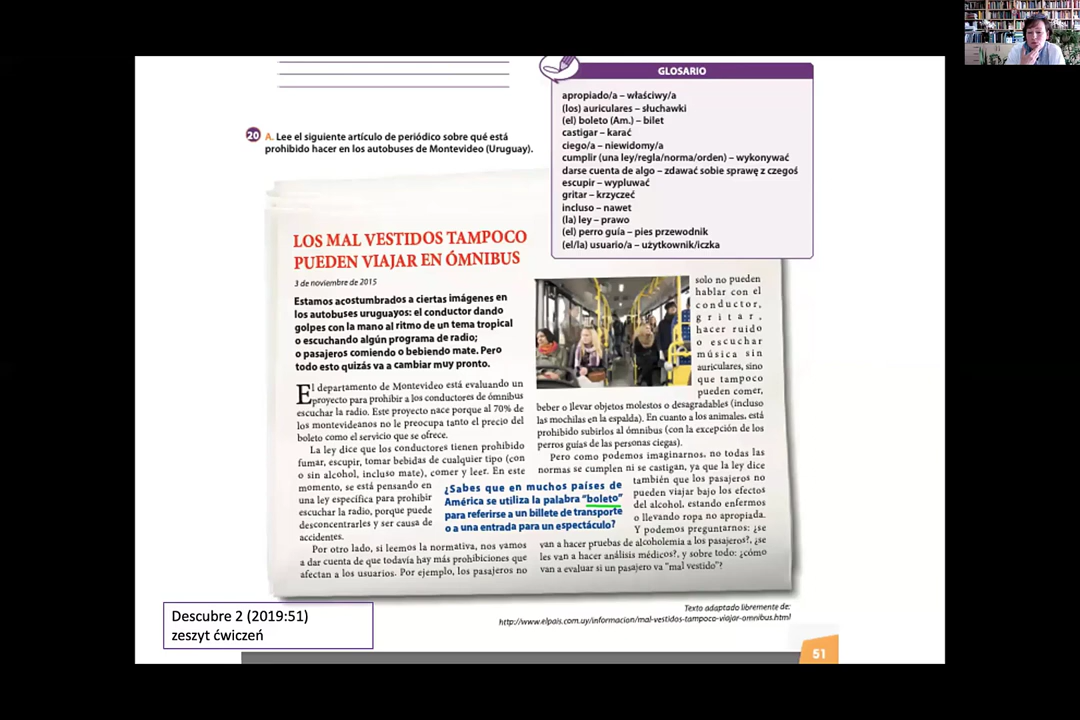 GLOSARIO
apropiado/a – właściwy/a
(los) auriculares – słuchawki
(el) boleto (Am.) – bilet
castigar – karać
ciego/a – niewidomy/a
cumplir (una ley/regla/norma/orden) – wykonywać
darse cuenta de algo – zdawać sobie sprawę z czegoś
escupir – wypluwać
gritar – krzyczeć
incluso – nawet
(la) ley – prawo
(el) perro guía – pies przewodnik
(el/la) usuario/a – użytkownik/iczka
20 A. Lee el siguiente artículo de periódico sobre qué está
prohibido hacer en los autobuses de Montevideo (Uruguay).
LOS MAL VESTIDOS TAMPOCO
PUEDEN VIAJAR EN ÓMNIBUS
3 de noviembre de 2015
Estamos acostumbrados a ciertas imágenes en
los autobuses uruguayos: el conductor dando
golpes con la mano al ritmo de un tema tropical
o escuchando algún programa de radio;
o pasajeros comiendo o bebiendo mate. Pero
todo esto quizás va a cambiar muy pronto.
El departamento de Montevideo está evaluando un
proyecto para prohibir a los conductores de ómnibus
escuchar la radio. Este proyecto nace porque al 70% de
los montevideanos no le preocupa tanto el precio del
boleto como el servicio que se ofrece.
La ley dice que los conductores tienen prohibido
fumar, escupir, tomar bebidas de cualquier tipo (con
o sin alcohol, incluso mate), comer y leer. En este
momento, se está pensando en
una ley específica para prohibir
escuchar la radio, porque puede
desconcentrarles y ser causa de
accidentes.
Por otro lado, si leemos la normativa, nos vamos
a dar cuenta de que todavía hay más prohibiciones que
afectan a los usuarios. Por ejemplo, los pasajeros no
¿Sabes que en muchos países de
América se utiliza la palabra "boleto"
para referirse a un billete de transporte
o a una entrada para un espectáculo?
solo no pueden
hablar con el
conductor,
gritar,
hacer ruido
o escuchar
música sin
auriculares, sino
que tampoco
pueden comer,
beber o llevar objetos molestos o desagradables (incluso
las mochilas en la espalda). En cuanto a los animales, está
prohibido subirlos al ómnibus (con la excepción de los
perros guías de las personas ciegas).
Pero como podemos imaginarnos, no todas las
normas se cumplen ni se castigan, ya que la ley dice
también que los pasajeros no
pueden viajar bajo los efectos
del alcohol, estando enfermos
o llevando ropa no apropiada.
Y podemos preguntarnos: ¿se
van a hacer pruebas de alcoholemia a los pasajeros?, ¿se
les van a hacer análisis médicos?, y sobre todo: ¿cómo
van a evaluar si un pasajero va "mal vestido"?
Texto adaptado libremente de:
http://www.elpais.com.uy/informacion/mal-vestidos-tampoco-viajar-omnibus.html
Descubre 2 (2019:51)
zeszyt ćwiczeń
51